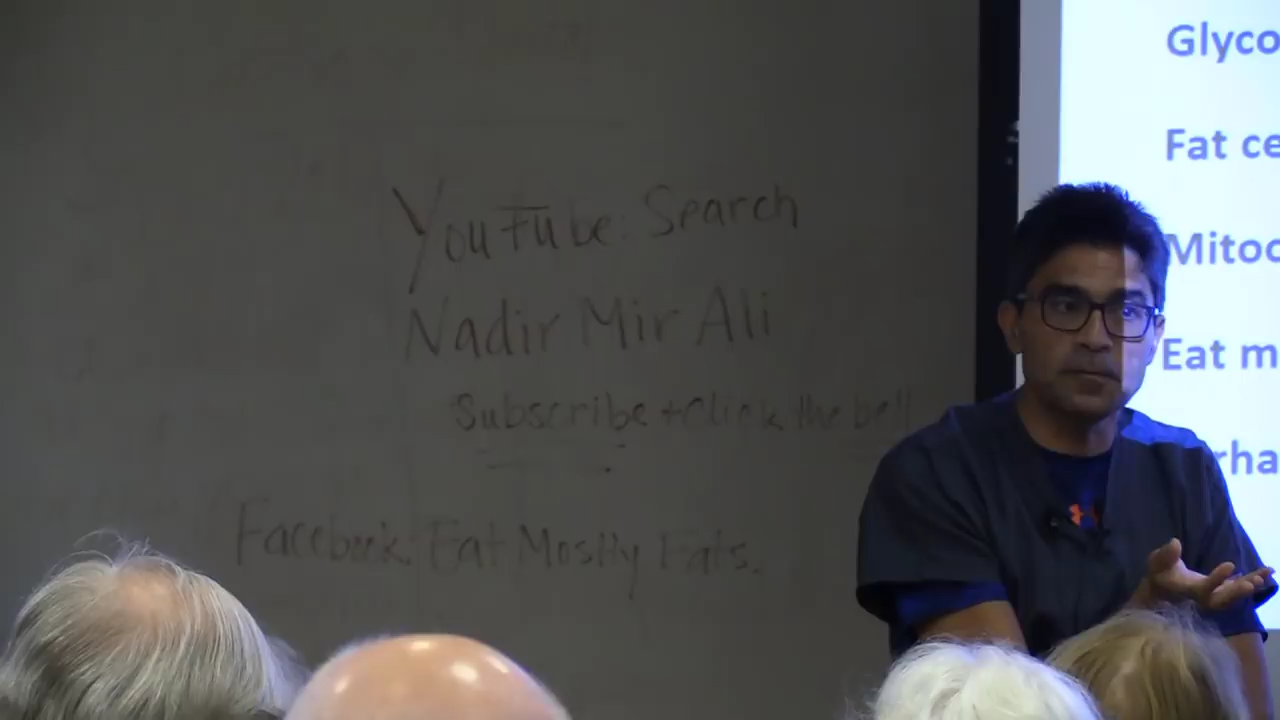 YouTube: Search
Nadir Mir Ali
Subscribe + Click the bell
Facebook: Eat Mostly Fats.
Glyco
Fat ce
Mitoc
Eat m
rha